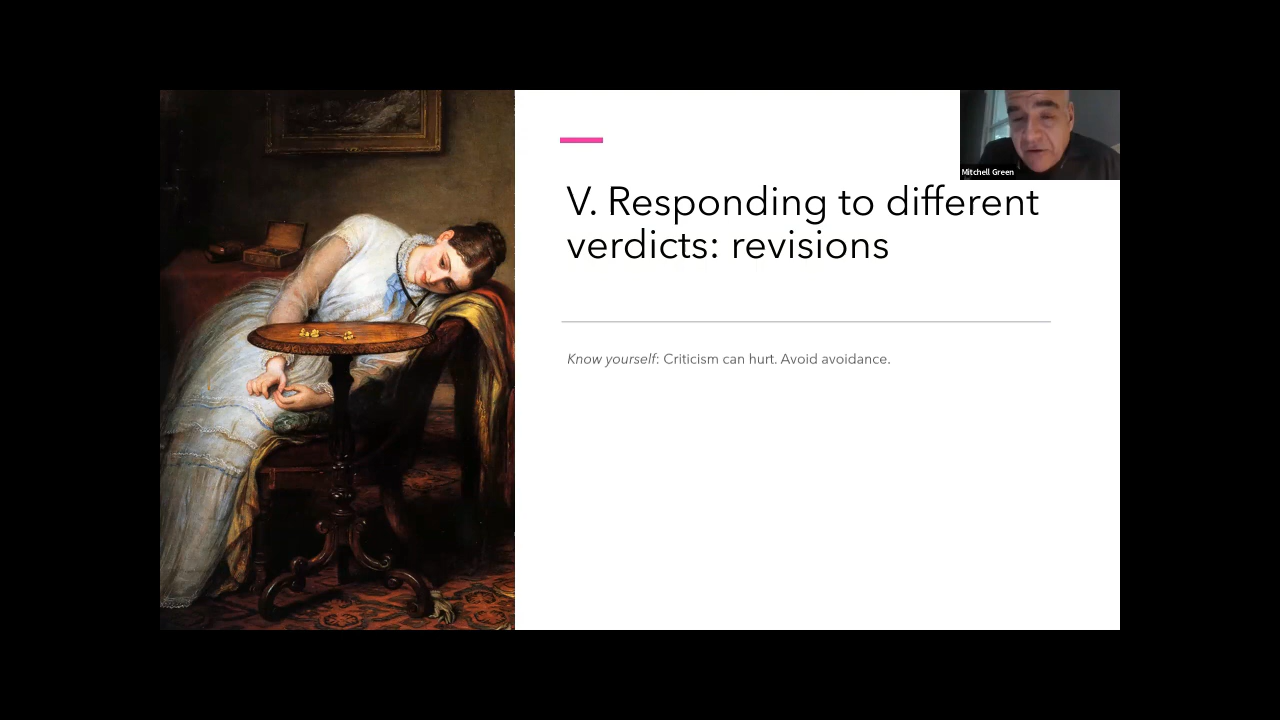 Mitchell Green
V. Responding to different
verdicts: revisions
Know yourself: Criticism can hurt. Avoid avoidance.